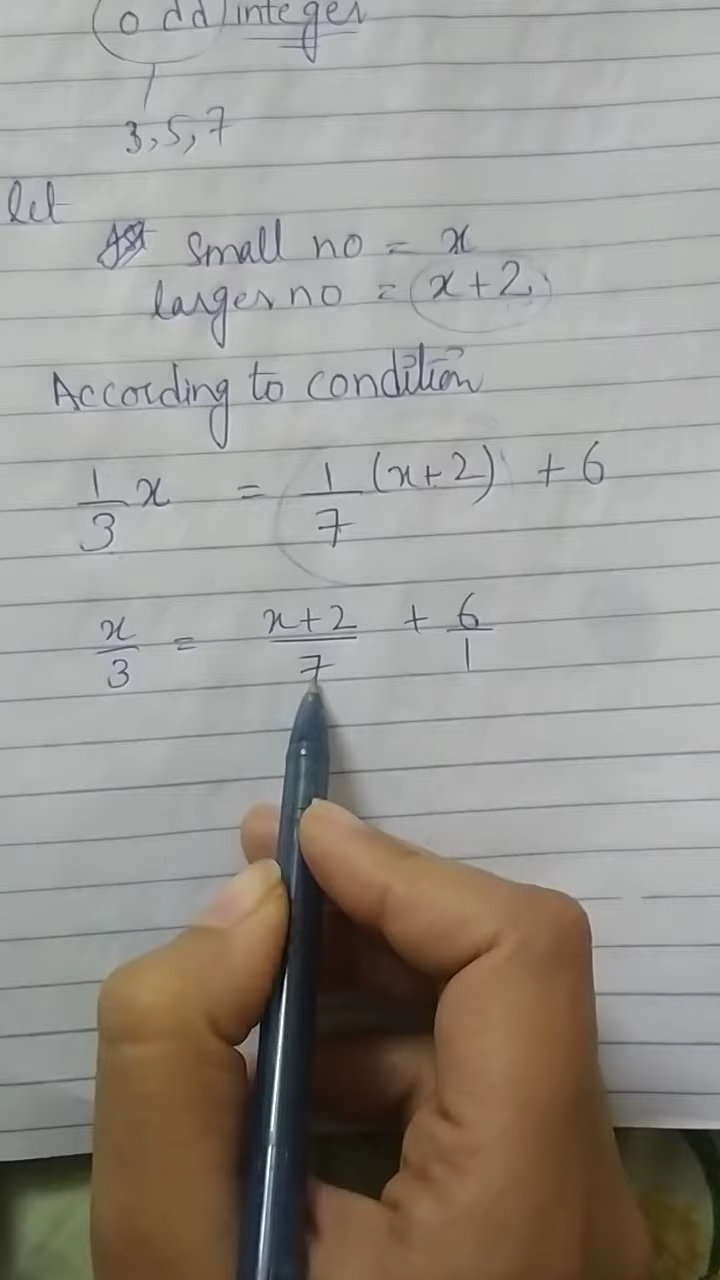 odd integer
3, 5, 7
let
small no = x
larger no = x+2
According to condition
1/3 x = 1/7 (x+2) + 6
x/3 = x+2/7 + 6/1